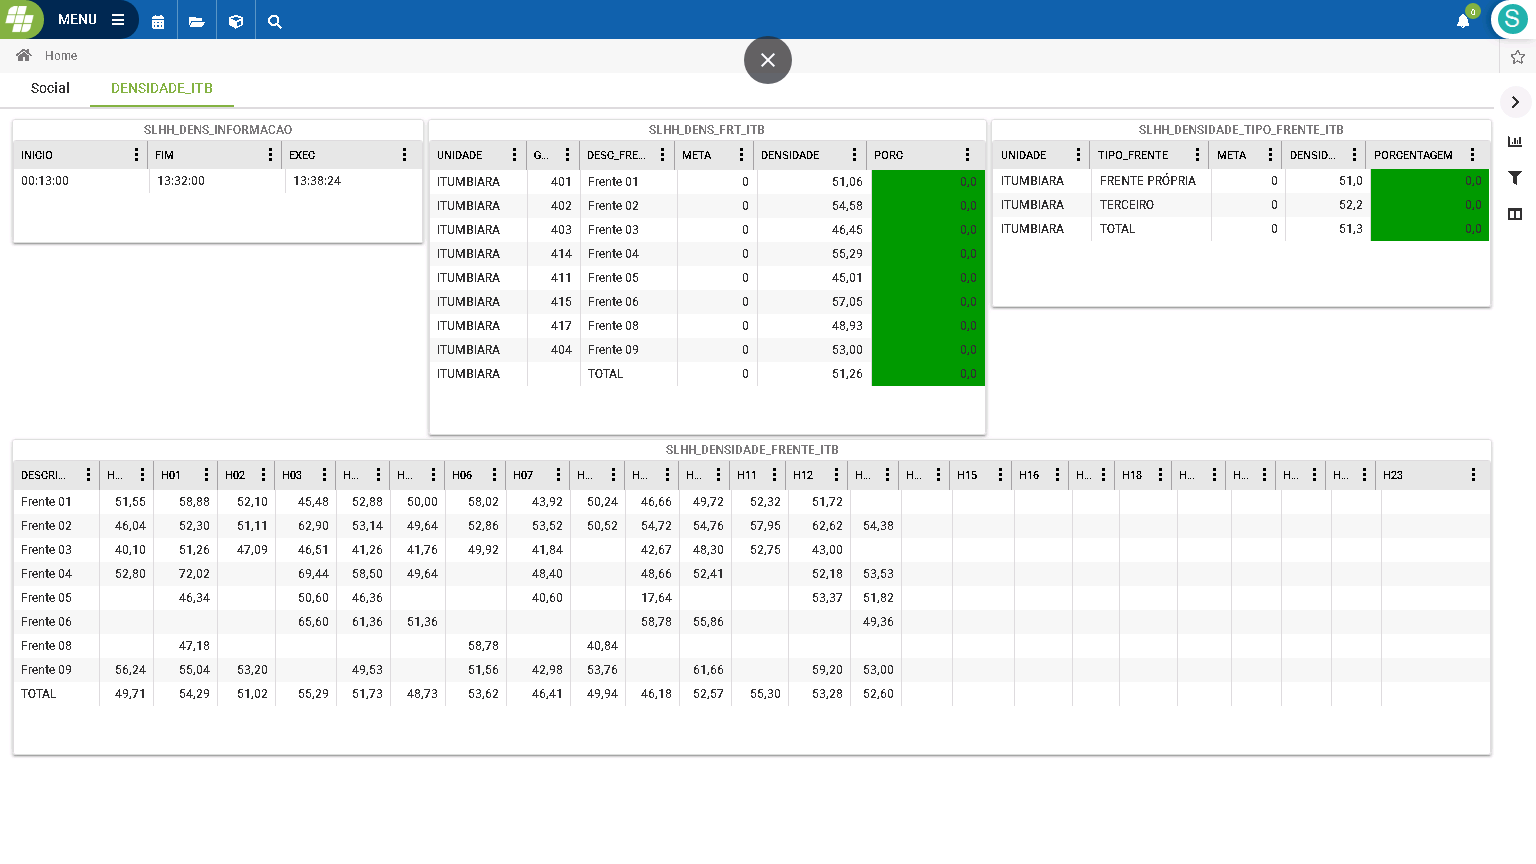 MENU
0
S
Home
Social DENSIDADE_ITB
SLHH_DENS_INFORMACAO
INICIO FIM EXEC
00:13:00 13:32:00 13:38:24
SLHH_DENS_FRT_ITB
UNIDADE G... DESC_FRE... META DENSIDADE PORC
ITUMBIARA 401 Frente 01 0 51,06 0,0
ITUMBIARA 402 Frente 02 0 54,58 0,0
ITUMBIARA 403 Frente 03 0 46,45 0,0
ITUMBIARA 414 Frente 04 0 55,29 0,0
ITUMBIARA 411 Frente 05 0 45,01 0,0
ITUMBIARA 415 Frente 06 0 57,05 0,0
ITUMBIARA 417 Frente 08 0 48,93 0,0
ITUMBIARA 404 Frente 09 0 53,00 0,0
ITUMBIARA TOTAL 0 51,26 0,0
SLHH_DENSIDADE_TIPO_FRENTE_ITB
UNIDADE TIPO_FRENTE META DENSID... PORCENTAGEM
ITUMBIARA FRENTE PRÓPRIA 0 51,0 0,0
ITUMBIARA TERCEIRO 0 52,2 0,0
ITUMBIARA TOTAL 0 51,3 0,0
SLHH_DENSIDADE_FRENTE_ITB
DESCRI... H... H01 H02 H03 H... H... H06 H07 H... H... H... H11 H12 H... H... H15 H16 H... H18 H... H... H... H... H23
Frente 01 51,55 58,88 52,10 45,48 52,88 50,00 58,02 43,92 50,24 46,66 49,72 52,32 51,72
Frente 02 46,04 52,30 51,11 62,90 53,14 49,64 52,86 53,52 50,52 54,72 54,76 57,95 62,62 54,38
Frente 03 40,10 51,26 47,09 46,51 41,26 41,76 49,92 41,84 42,67 48,30 52,75 43,00
Frente 04 52,80 72,02 69,44 58,50 49,64 48,40 48,66 52,41 52,18 53,53
Frente 05 46,34 50,60 46,36 40,60 17,64 53,37 51,82
Frente 06 65,60 61,36 51,36 58,78 55,86 49,36
Frente 08 47,18 58,78 40,84
Frente 09 56,24 55,04 53,20 49,53 51,56 42,98 53,76 61,66 59,20 53,00
TOTAL 49,71 54,29 51,02 55,29 51,73 48,73 53,62 46,41 49,94 46,18 52,57 55,30 53,28 52,60